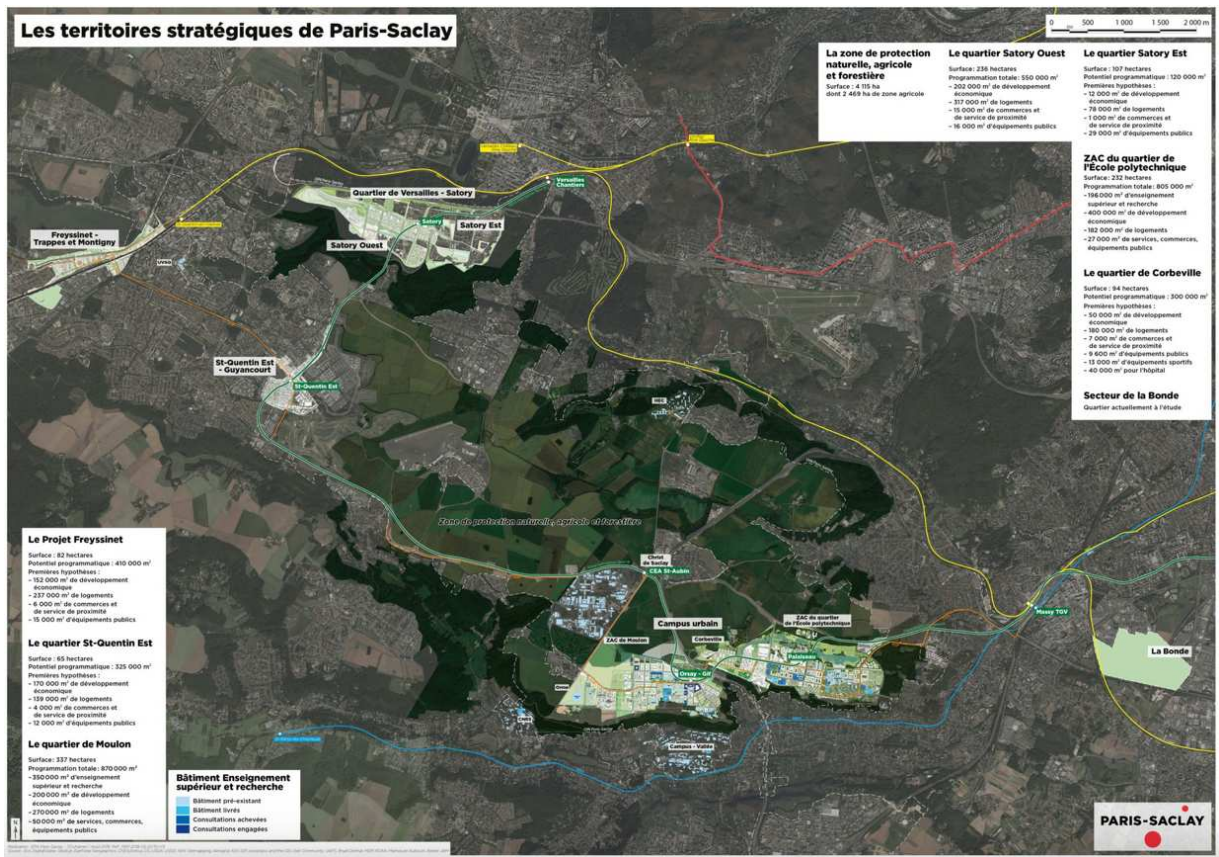 Les territoires stratégiques de Paris-Saclay
0 500 1 000 1 500 2 000 m
La zone de protection
naturelle, agricole
et forestière
Surface : 4 115 ha
dont 2 469 ha de zone agricole
Le quartier Satory Ouest
Surface : 236 hectares
Programmation totale : 550 000 m²
- 202 000 m² de développement
économique
- 317 000 m² de logements
- 15 000 m² de commerces et
de service de proximité
- 16 000 m² d'équipements publics
Le quartier Satory Est
Surface : 107 hectares
Potentiel programmatique : 120 000 m²
Premières hypothèses :
- 12 000 m² de développement
économique
- 78 000 m² de logements
- 1 000 m² de commerces et
de service de proximité
- 29 000 m² d'équipements publics
ZAC du quartier de
l'École polytechnique
Surface : 232 hectares
Programmation totale : 805 000 m²
-196000 m² d'enseignement
supérieur et recherche
-400 000 m² de développement
économique
-182 000 m² de logements
-27 000 m² de services, commerces,
équipements publics
Le quartier de Corbeville
Surface : 94 hectares
Potentiel programmatique : 300 000 m²
Premières hypothèses :
- 50 000 m² de développement
économique
- 180 000 m² de logements
- 7 000 m² de commerces et
de service de proximité
- 9 600 m² d'équipements publics
- 13 000 m² d'équipements sportifs
- 40 000 m² pour l'hôpital
Secteur de la Bonde
Quartier actuellement à l'étude
Versailles
Chantiers
Quartier de Versailles - Satory
Satory
Satory Est
Satory Ouest
Freyssinet -
Trappes et Montigny
UVSQ
St-Quentin Est
- Guyancourt
St-Quentin Est
HEC
Zone de protection naturelle, agricole et forestière
Christ
de Saclay
CEA St-Aubin
Campus urbain
ZAC du quartier
de l'École polytechnique
ZAC de Moulon
Corbeville
Palaiseau
Orsay - Gif
Massy TGV
La Bonde
CNRS
Campus - Vallée
Le Projet Freyssinet
Surface : 82 hectares
Potentiel programmatique : 410 000 m²
Premières hypothèses :
- 152 000 m² de développement
économique
- 237 000 m² de logements
- 6 000 m² de commerces et
de service de proximité
- 15 000 m² d'équipements publics
Le quartier St-Quentin Est
Surface : 65 hectares
Potentiel programmatique : 325 000 m²
Premières hypothèses :
- 170 000 m² de développement
économique
- 139 000 m² de logements
- 4 000 m² de commerces et
de service de proximité
- 12 000 m² d'équipements publics
Le quartier de Moulon
Surface : 337 hectares
Programmation totale : 870000 m²
-350000 m² d'enseignement
supérieur et recherche
-200000 m² de développement
économique
-270000 m² de logements
-50000 m² de services, commerces,
équipements publics
Bâtiment Enseignement
supérieur et recherche
Bâtiment pré-existant
Bâtiment livrés
Consultations achevées
Consultations engagées
N
PARIS-SACLAY